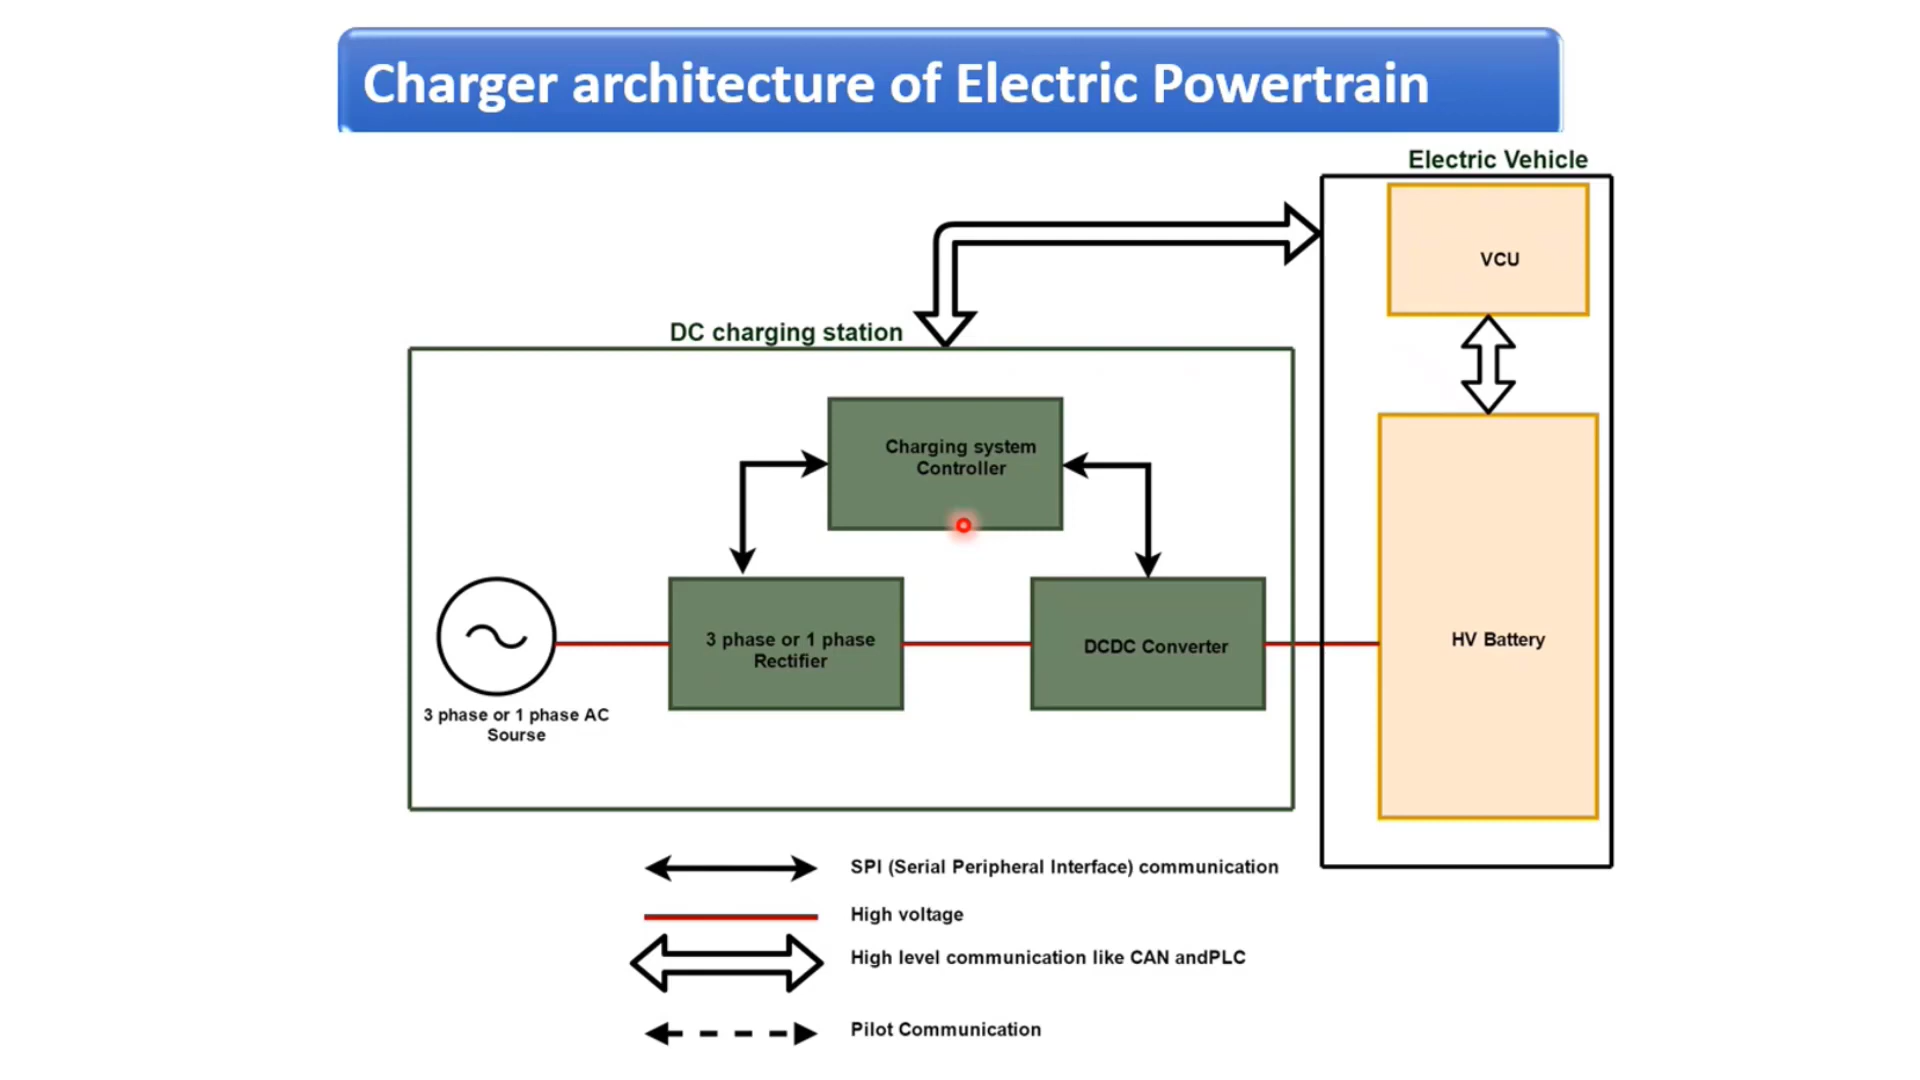 Charger architecture of Electric Powertrain
Electric Vehicle
VCU
DC charging station
Charging system
Controller
3 phase or 1 phase
Rectifier
DCDC Converter
HV Battery
3 phase or 1 phase AC
Sourse
SPI (Serial Peripheral Interface) communication
High voltage
High level communication like CAN andPLC
Pilot Communication